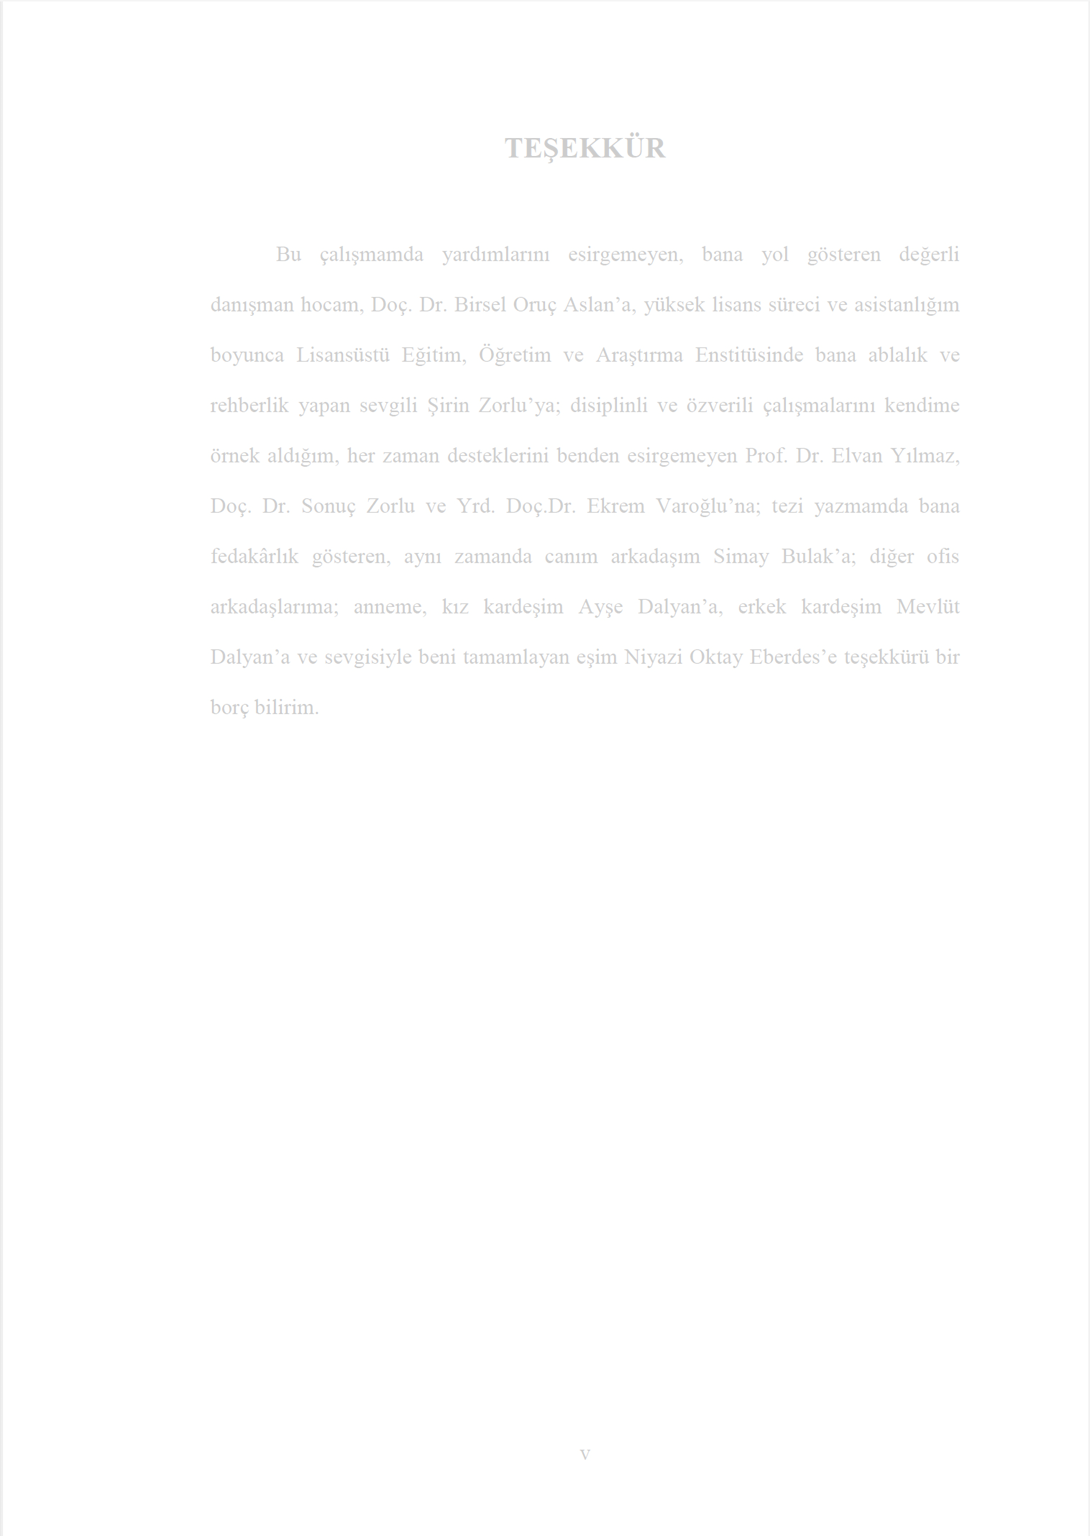 TEŞEKKÜR
Bu çalışmamda yardımlarını esirgemeyen, bana yol gösteren değerli
danışman hocam, Doç. Dr. Birsel Oruç Aslan’a, yüksek lisans süreci ve asistanlığım
boyunca Lisansüstü Eğitim, Öğretim ve Araştırma Enstitüsinde bana ablalık ve
rehberlik yapan sevgili Şirin Zorlu’ya; disiplinli ve özverili çalışmalarını kendime
örnek aldığım, her zaman desteklerini benden esirgemeyen Prof. Dr. Elvan Yılmaz,
Doç. Dr. Sonuç Zorlu ve Yrd. Doç.Dr. Ekrem Varoğlu’na; tezi yazmamda bana
fedakârlık gösteren, aynı zamanda canım arkadaşım Simay Bulak’a; diğer ofis
arkadaşlarıma; anneme, kız kardeşim Ayşe Dalyan’a, erkek kardeşim Mevlüt
Dalyan’a ve sevgisiyle beni tamamlayan eşim Niyazi Oktay Eberdes’e teşekkürü bir
borç bilirim.
v